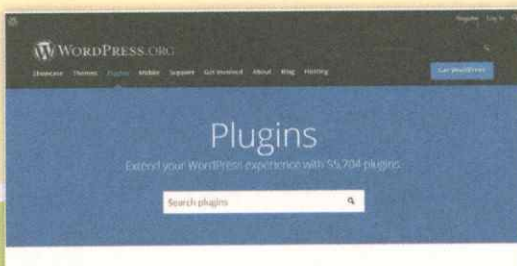 Register Log In
WORDPRESS.ORG
Showcase Themes Plugins Mobile Support Get Involved About Blog Hosting
Get WordPress
Plugins
Extend your WordPress experience with 55,704 plugins
Search plugins